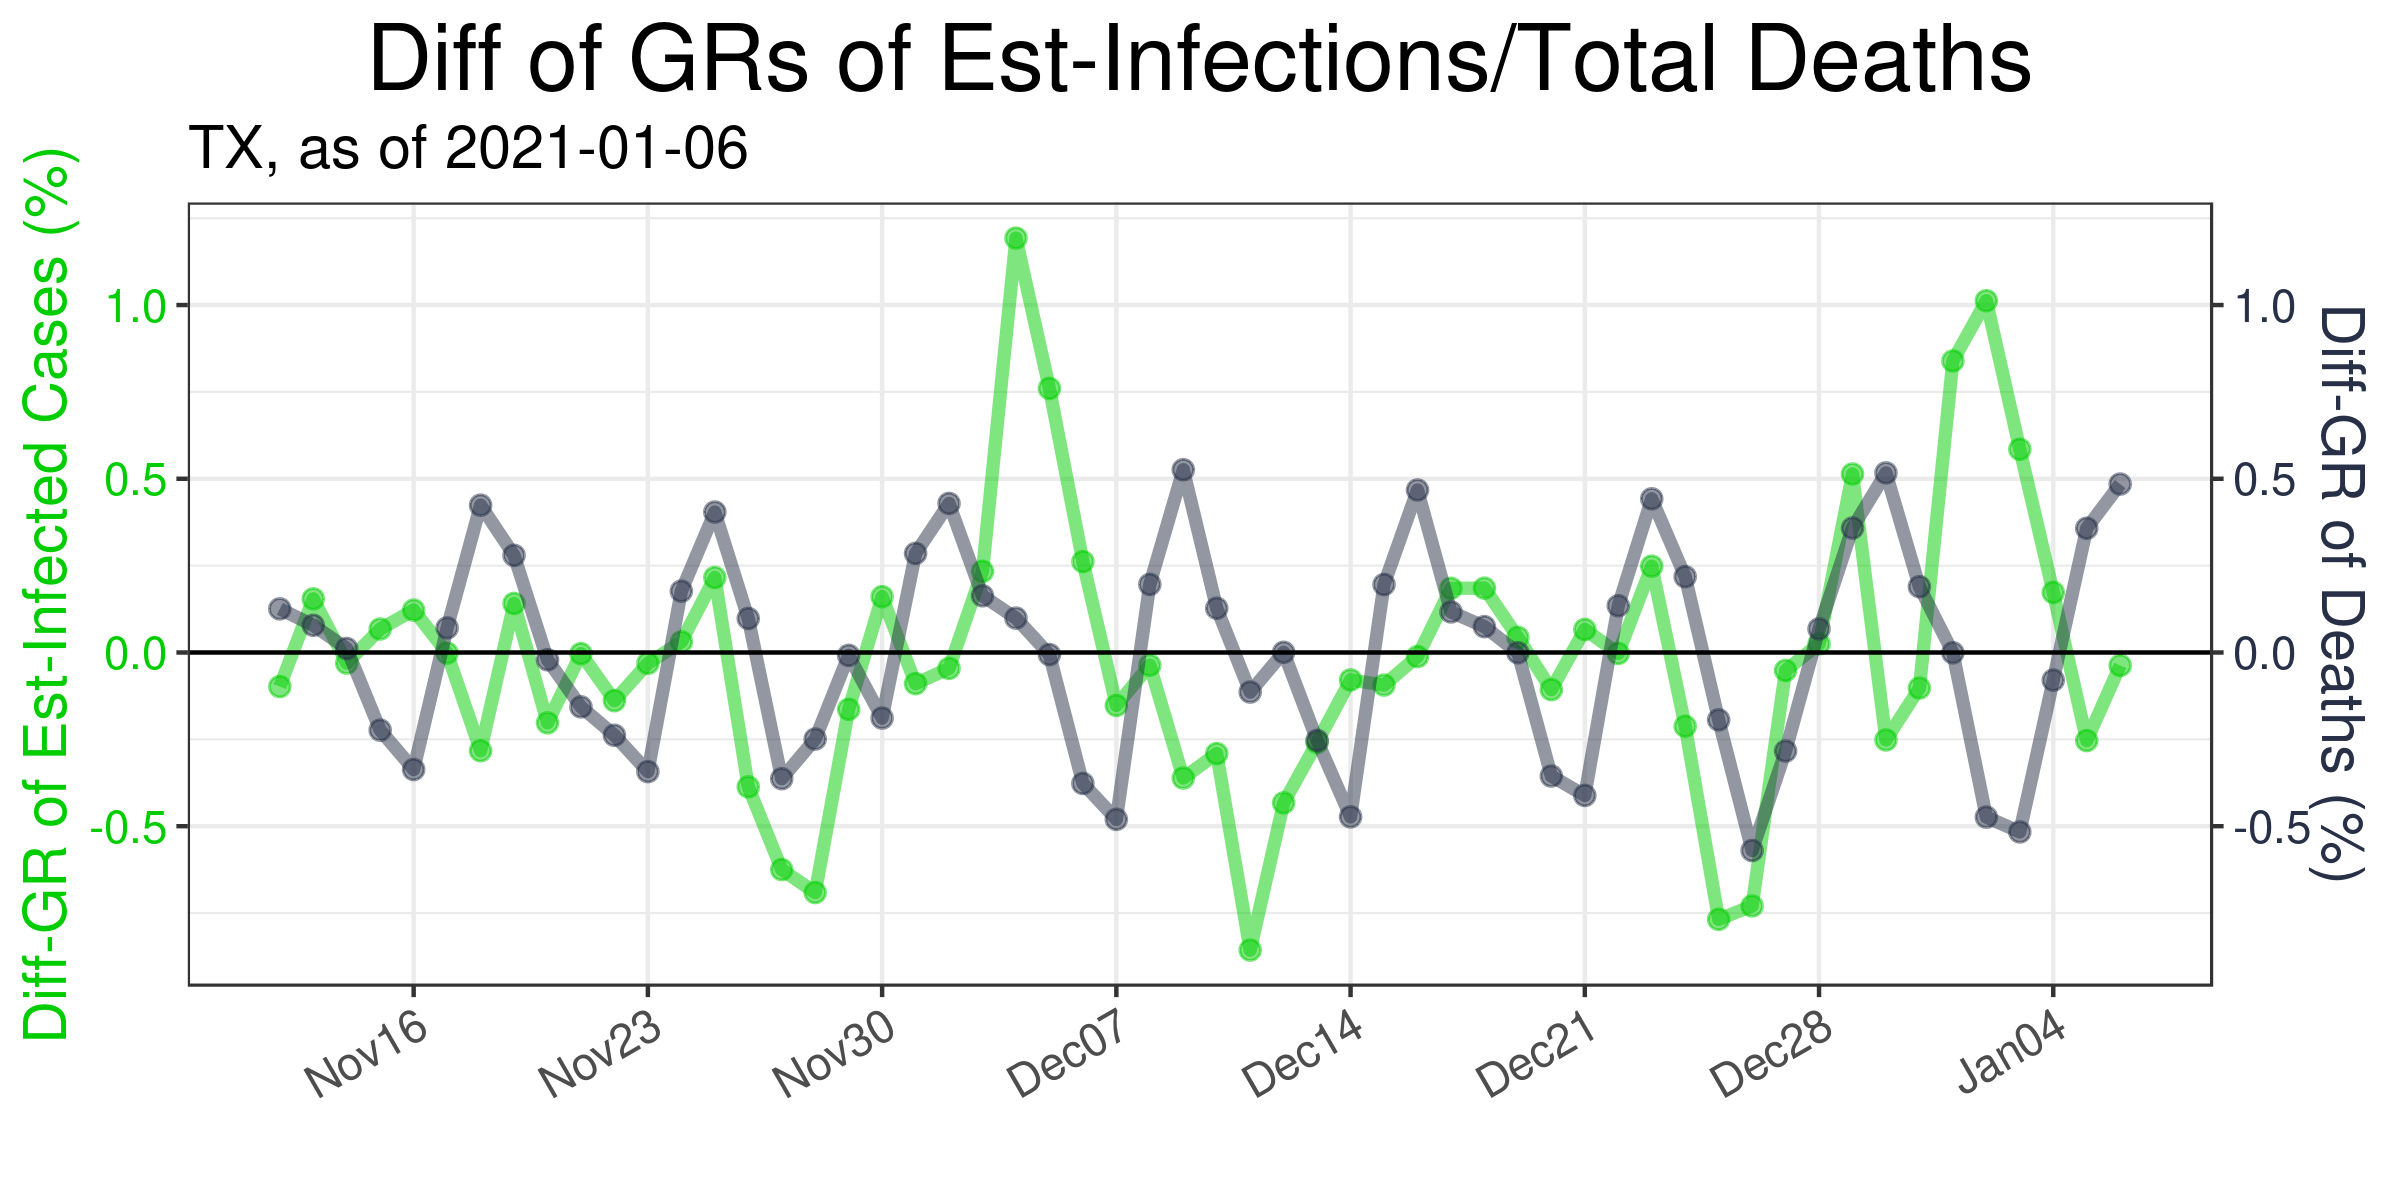 Diff of GRs of Est-Infections/Total Deaths
TX, as of 2021-01-06
Diff-GR of Est-Infected Cases (%)
1.0
0.5
0.0
-0.5
1.0
0.5
0.0
-0.5
Diff-GR of Deaths (%)
Nov16 Nov23 Nov30 Dec07 Dec14 Dec21 Dec28 Jan04